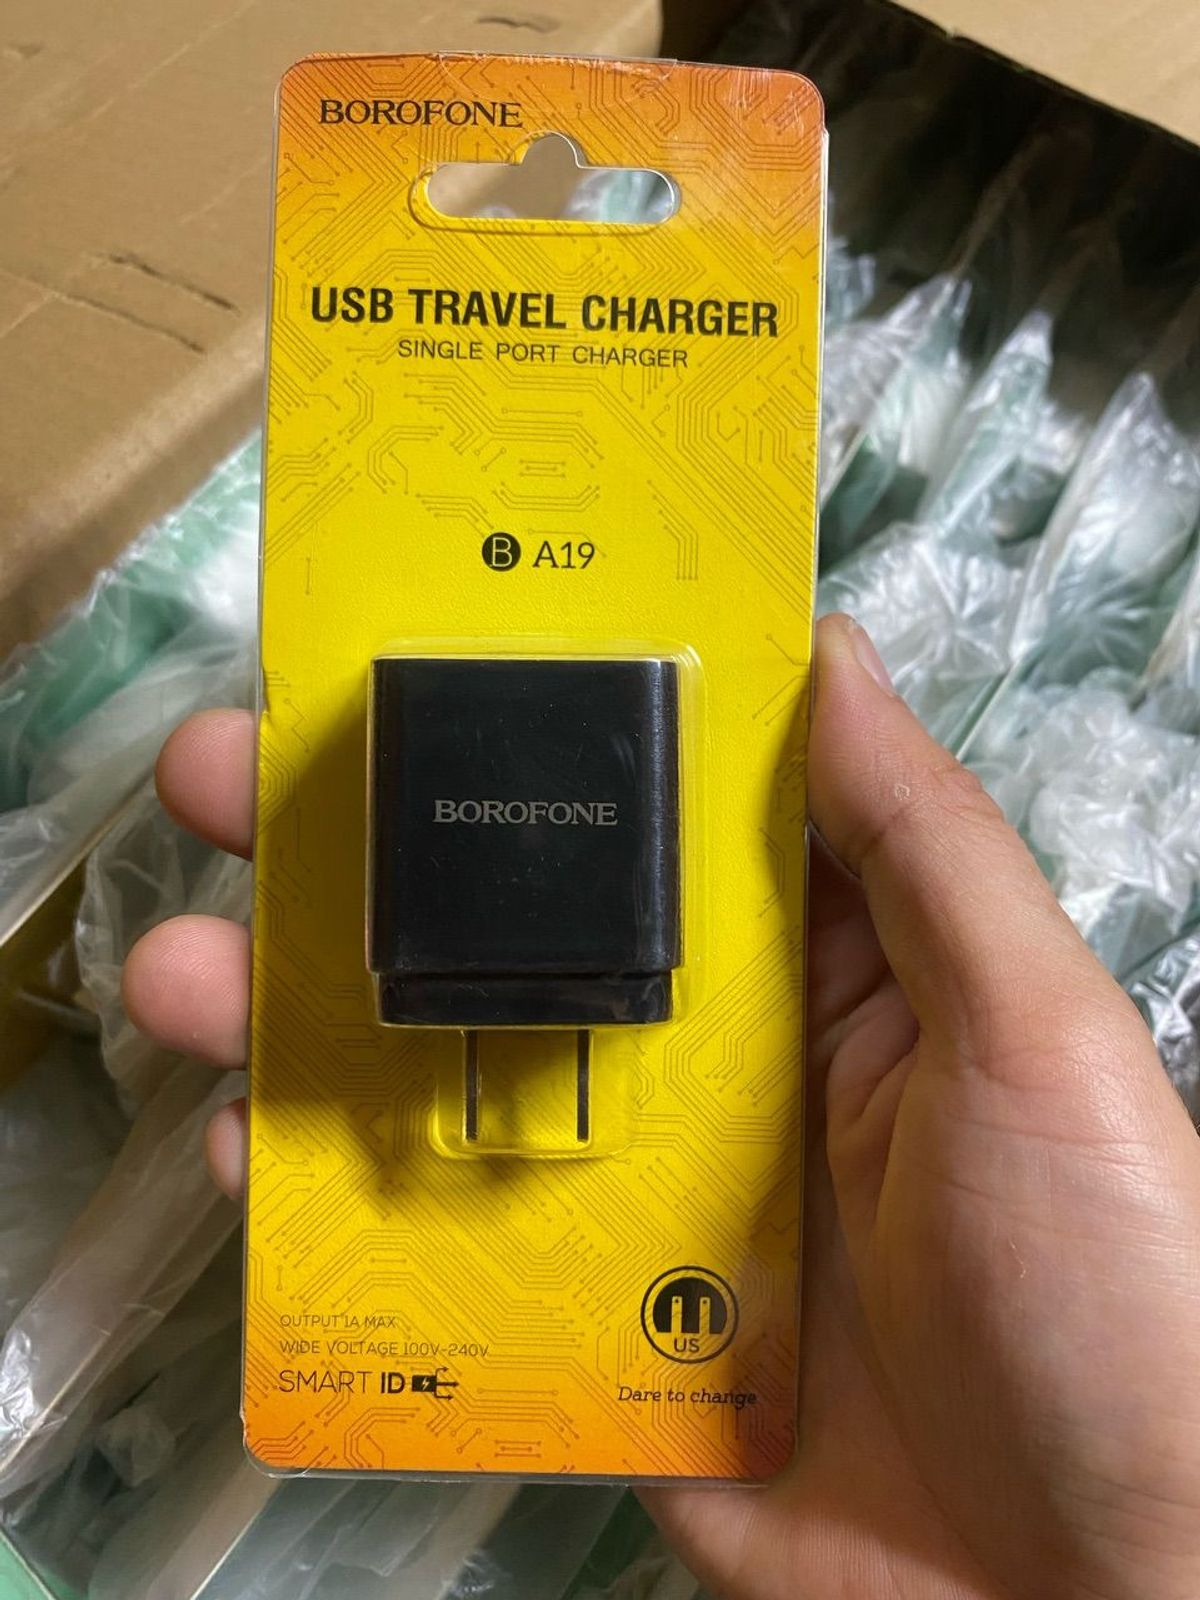 BOROFONE
USB TRAVEL CHARGER
SINGLE PORT CHARGER
B A19
BOROFONE
OUTPUT 1A MAX
WIDE VOLTAGE 100V-240V
SMART ID
US
Dare to change